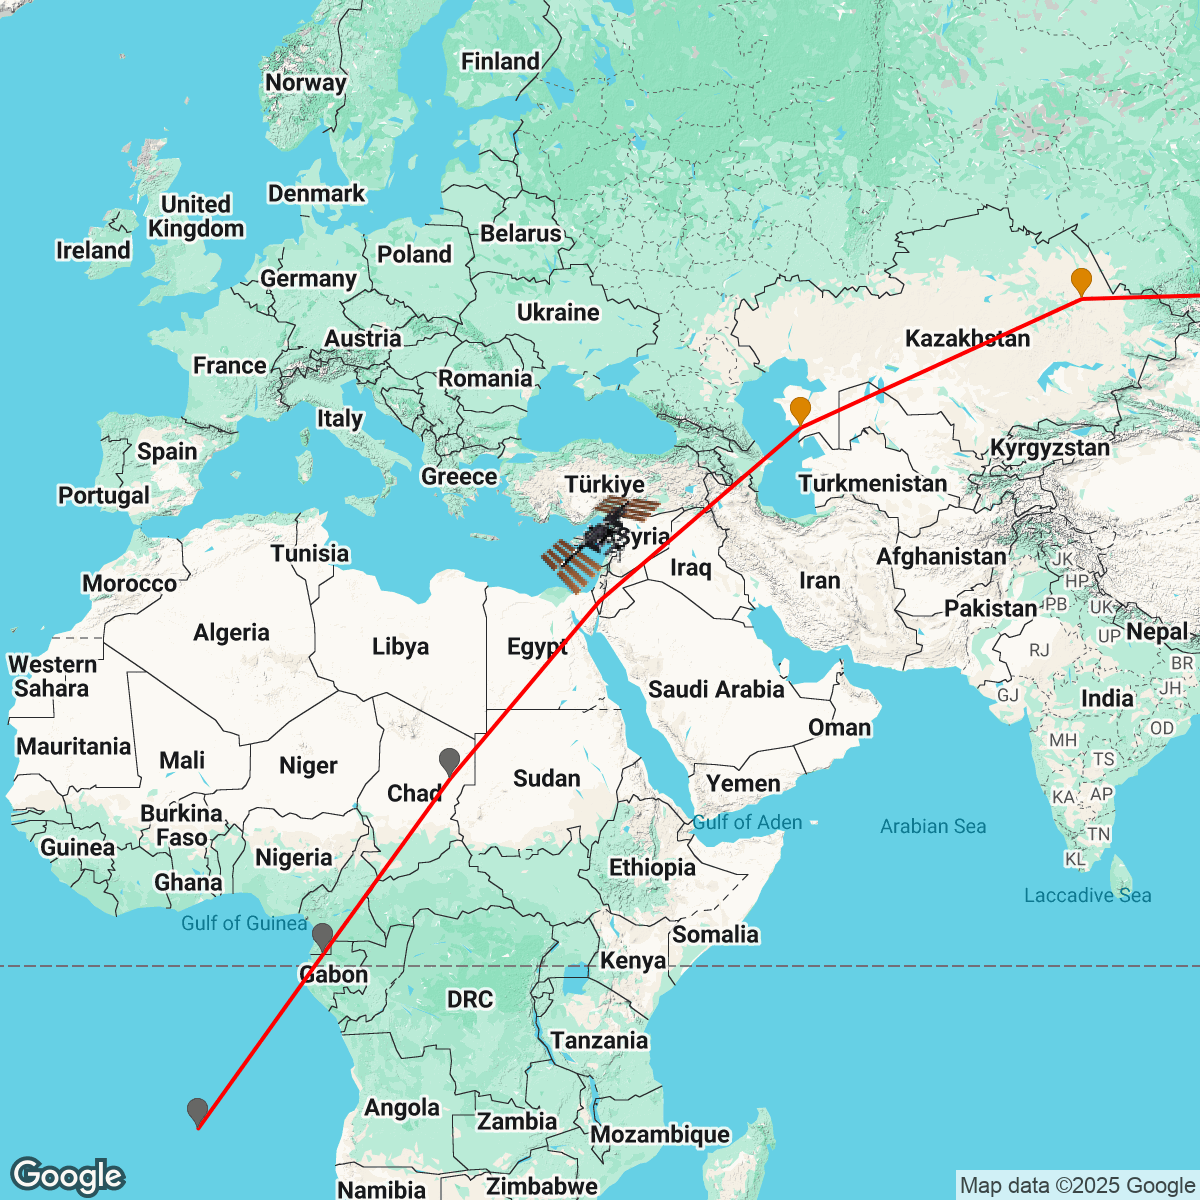 Finland
Norway
Denmark
United
Kingdom
Ireland
Belarus
Poland
Germany
Ukraine
Austria
Kazakhstan
France
Romania
Italy
Spain
Kyrgyzstan
Greece
Türkiye
Turkmenistan
Portugal
Syria
Tunisia
Afghanistan
JK
Iraq
Iran
HP
Morocco
Pakistan
PB
UK
Algeria
Nepal
UP
Libya
Egypt
RJ
Western
Sahara
BR
Saudi Arabia
JH
GJ
India
Oman
OD
Mauritania
MH
Mali
Niger
TS
Sudan
Yemen
Chad
KA
AP
Burkina
Faso
Gulf of Aden
Arabian Sea
TN
Guinea
Nigeria
KL
Ethiopia
Ghana
Laccadive Sea
Gulf of Guinea
Somalia
Kenya
Gabon
DRC
Tanzania
Angola
Zambia
Mozambique
Namibia
Zimbabwe
Google
Map data ©2025 Google